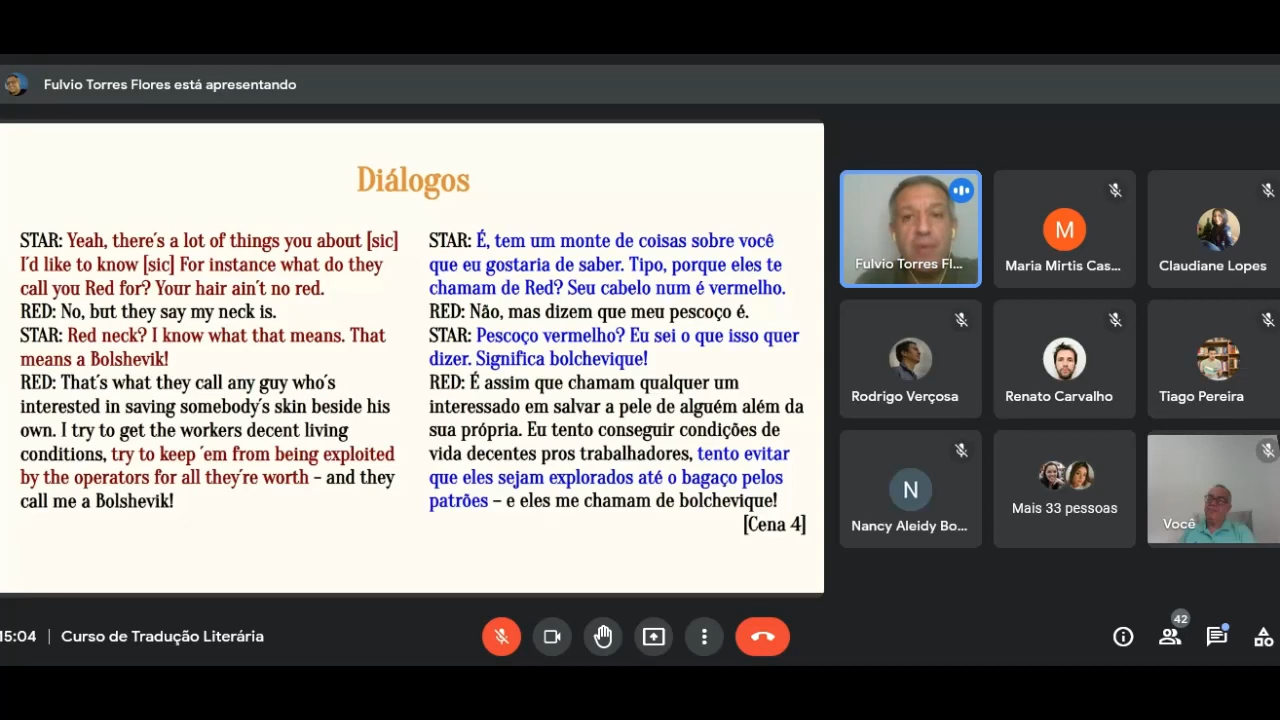 Fulvio Torres Flores está apresentando
Diálogos
STAR: Yeah, there´s a lot of things you about [sic]
I´d like to know [sic] For instance what do they
call you Red for? Your hair ain´t no red.
RED: No, but they say my neck is.
STAR: Red neck? I know what that means. That
means a Bolshevik!
RED: That´s what they call any guy who´s
interested in saving somebody´s skin beside his
own. I try to get the workers decent living
conditions, try to keep ´em from being exploited
by the operators for all they´re worth – and they
call me a Bolshevik!
STAR: É, tem um monte de coisas sobre você
que eu gostaria de saber. Tipo, porque eles te
chamam de Red? Seu cabelo num é vermelho.
RED: Não, mas dizem que meu pescoço é.
STAR: Pescoço vermelho? Eu sei o que isso quer
dizer. Significa bolchevique!
RED: É assim que chamam qualquer um
interessado em salvar a pele de alguém além da
sua própria. Eu tento conseguir condições de
vida decentes pros trabalhadores, tento evitar
que eles sejam explorados até o bagaço pelos
patrões – e eles me chamam de bolchevique!
[Cena 4]
Fulvio Torres Fl...
M
Maria Mirtis Cas...
Claudiane Lopes
Rodrigo Verçosa
Renato Carvalho
Tiago Pereira
N
Nancy Aleidy Bo...
Mais 33 pessoas
Você
15:04 | Curso de Tradução Literária
42